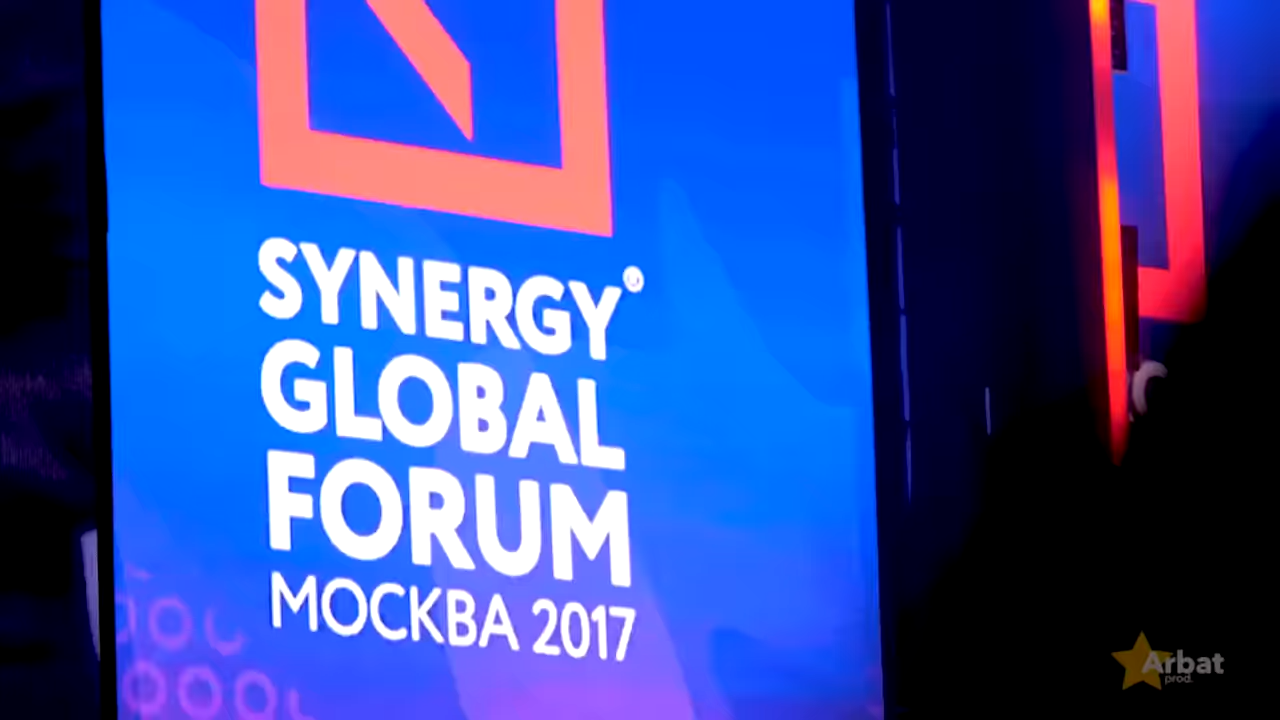 SYNERGY®
GLOBAL
FORUM
МОСКВА 2017
Arbat
prod.